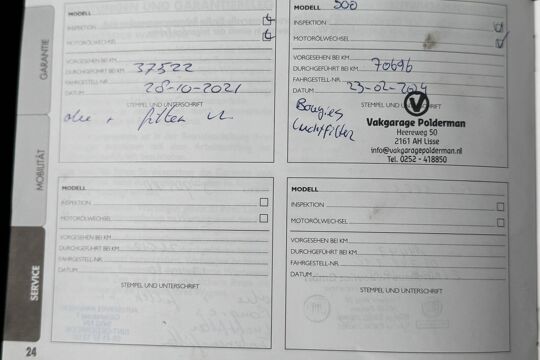 GARANTIE
MOBILITÄT
SERVICE
24
MODELL
INSPEKTION
MOTORÖLWECHSEL
VORGESEHEN BEI KM
DURCHGEFÜHRT BEI KM 37522
FAHRGESTELL-NR.
DATUM 28-10-2021
STEMPEL UND UNTERSCHRIFT
olie + filter
MODELL 500
INSPEKTION
MOTORÖLWECHSEL
VORGESEHEN BEI KM
DURCHGEFÜHRT BEI KM 70696
FAHRGESTELL-NR.
DATUM 23-02-2024
STEMPEL UND UNTERSCHRIFT
Bougies
Luchtfilter
Vakgarage Polderman
Heereweg 50
2161 AH Lisse
info@vakgaragepolderman.nl
Tel. 0252 - 418850
MODELL
INSPEKTION
MOTORÖLWECHSEL
VORGESEHEN BEI KM
DURCHGEFÜHRT BEI KM
FAHRGESTELL-NR.
DATUM
STEMPEL UND UNTERSCHRIFT
MODELL
INSPEKTION
MOTORÖLWECHSEL
VORGESEHEN BEI KM
DURCHGEFÜHRT BEI KM
FAHRGESTELL-NR.
DATUM
STEMPEL UND UNTERSCHRIFT